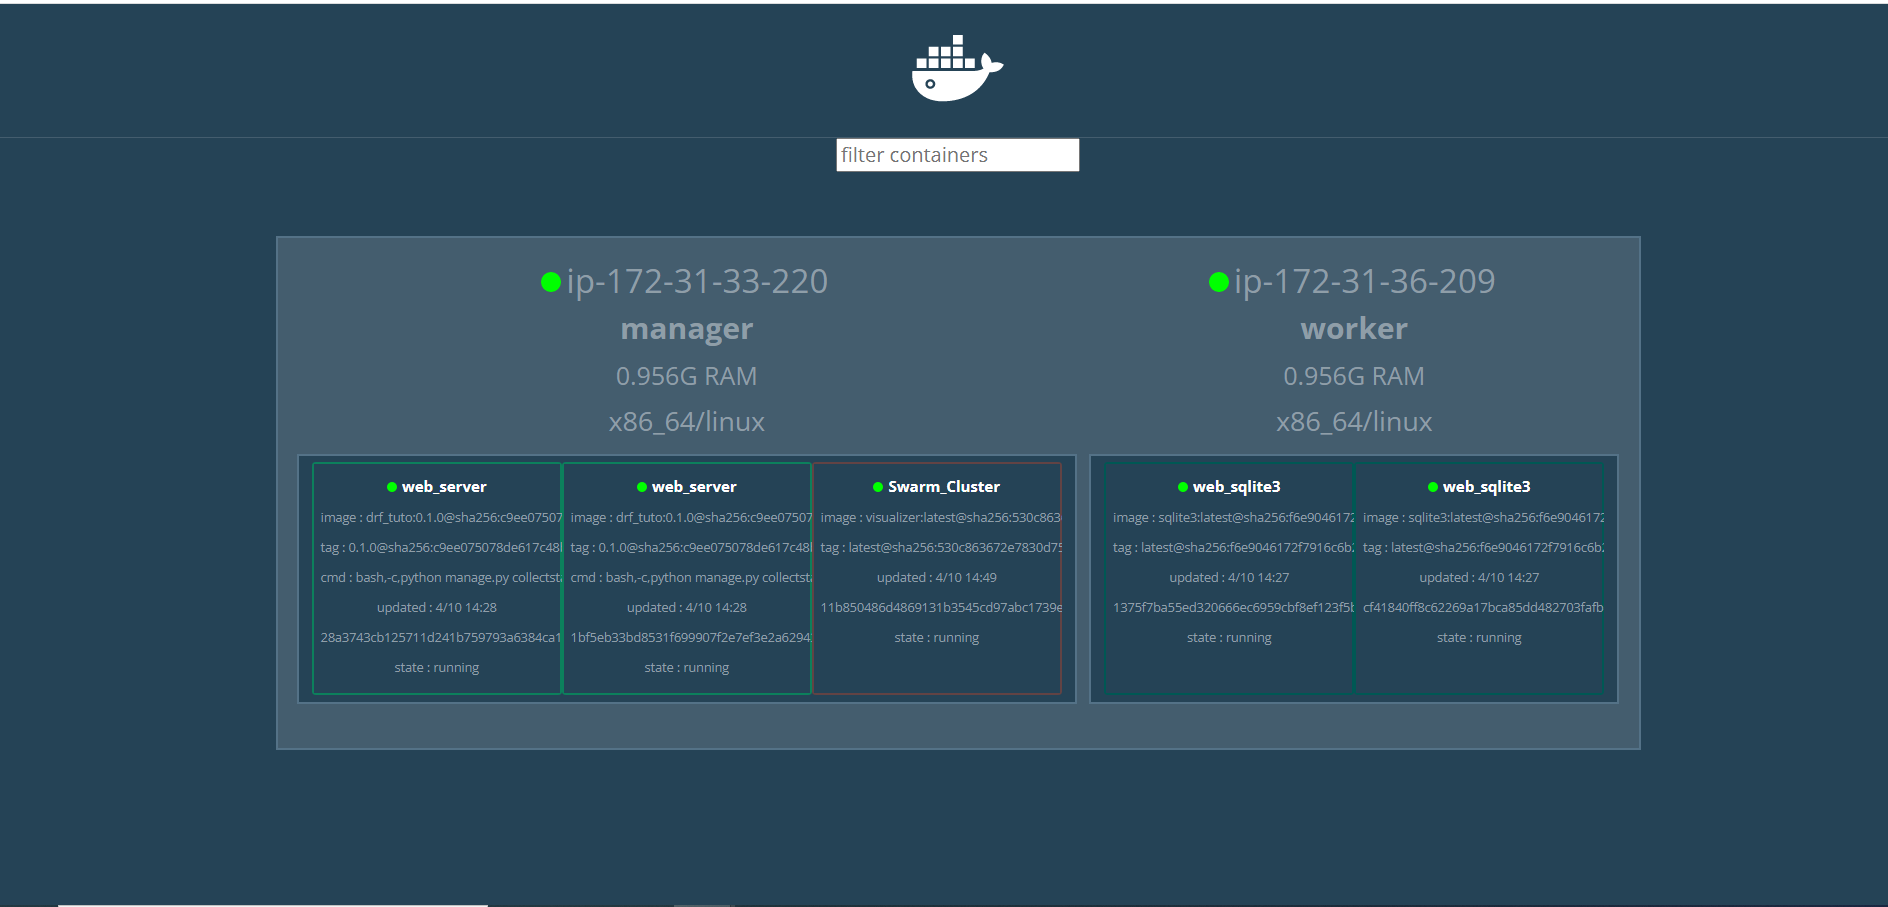 filter containers
ip-172-31-33-220
manager
0.956G RAM
x86_64/linux
web_server
image : drf_tuto:0.1.0@sha256:c9ee07507
tag : 0.1.0@sha256:c9ee075078de617c48
cmd : bash,-c,python manage.py collectst
updated : 4/10 14:28
28a3743cb125711d241b759793a6384ca1
state : running
web_server
image : drf_tuto:0.1.0@sha256:c9ee07507
tag : 0.1.0@sha256:c9ee075078de617c48
cmd : bash,-c,python manage.py collectst
updated : 4/10 14:28
1bf5eb33bd8531f699907f2e7ef3e2a6294
state : running
Swarm_Cluster
image : visualizer:latest@sha256:530c863
tag : latest@sha256:530c863672e7830d75
updated : 4/10 14:49
11b850486d4869131b3545cd97abc1739e
state : running
ip-172-31-36-209
worker
0.956G RAM
x86_64/linux
web_sqlite3
image : sqlite3:latest@sha256:f6e9046172
tag : latest@sha256:f6e9046172f7916c6b
updated : 4/10 14:27
1375f7ba55ed320666ec6959cbf8ef123f5b
state : running
web_sqlite3
image : sqlite3:latest@sha256:f6e9046172
tag : latest@sha256:f6e9046172f7916c6b
updated : 4/10 14:27
cf41840ff8c62269a17bca85dd482703fafb
state : running